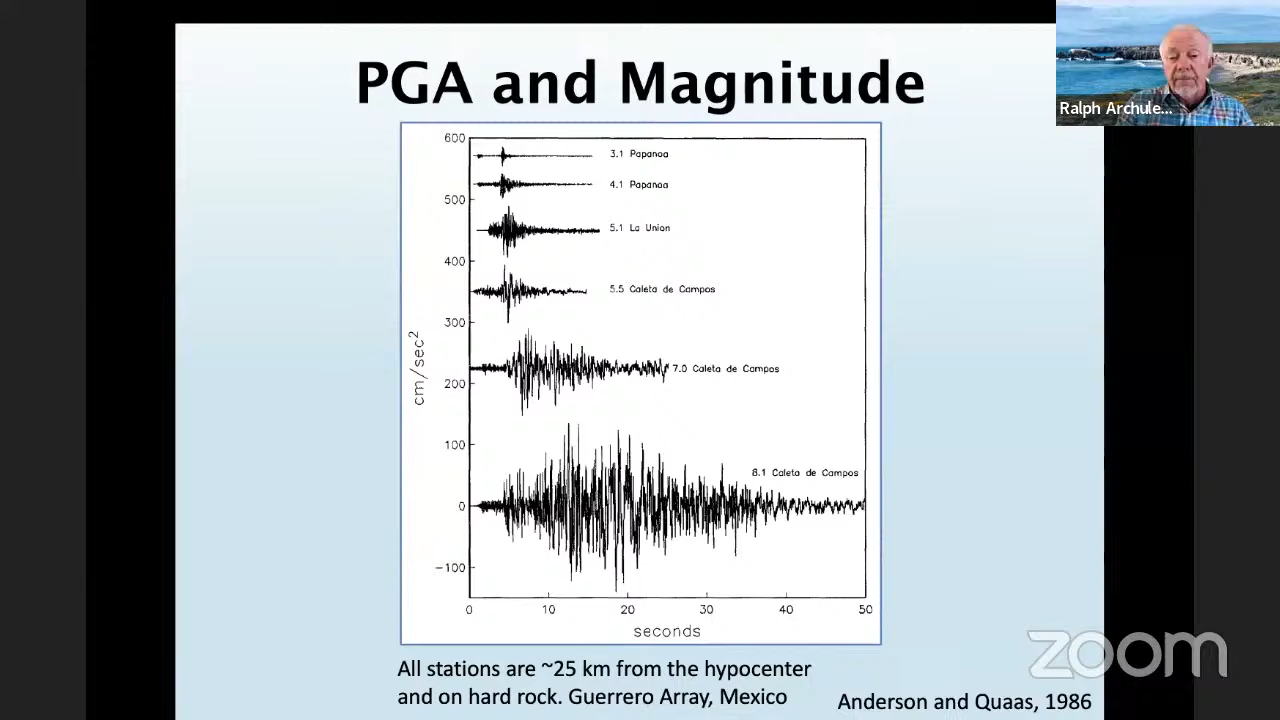 PGA and Magnitude
Ralph Archule...
600
500
400
300
200
100
0
-100
cm/sec²
3.1 Papanoa
4.1 Papanoa
5.1 La Union
5.5 Caleta de Campos
7.0 Caleta de Campos
8.1 Caleta de Campos
0 10 20 30 40 50
seconds
All stations are ~25 km from the hypocenter
and on hard rock. Guerrero Array, Mexico
Anderson and Quaas, 1986
zoom